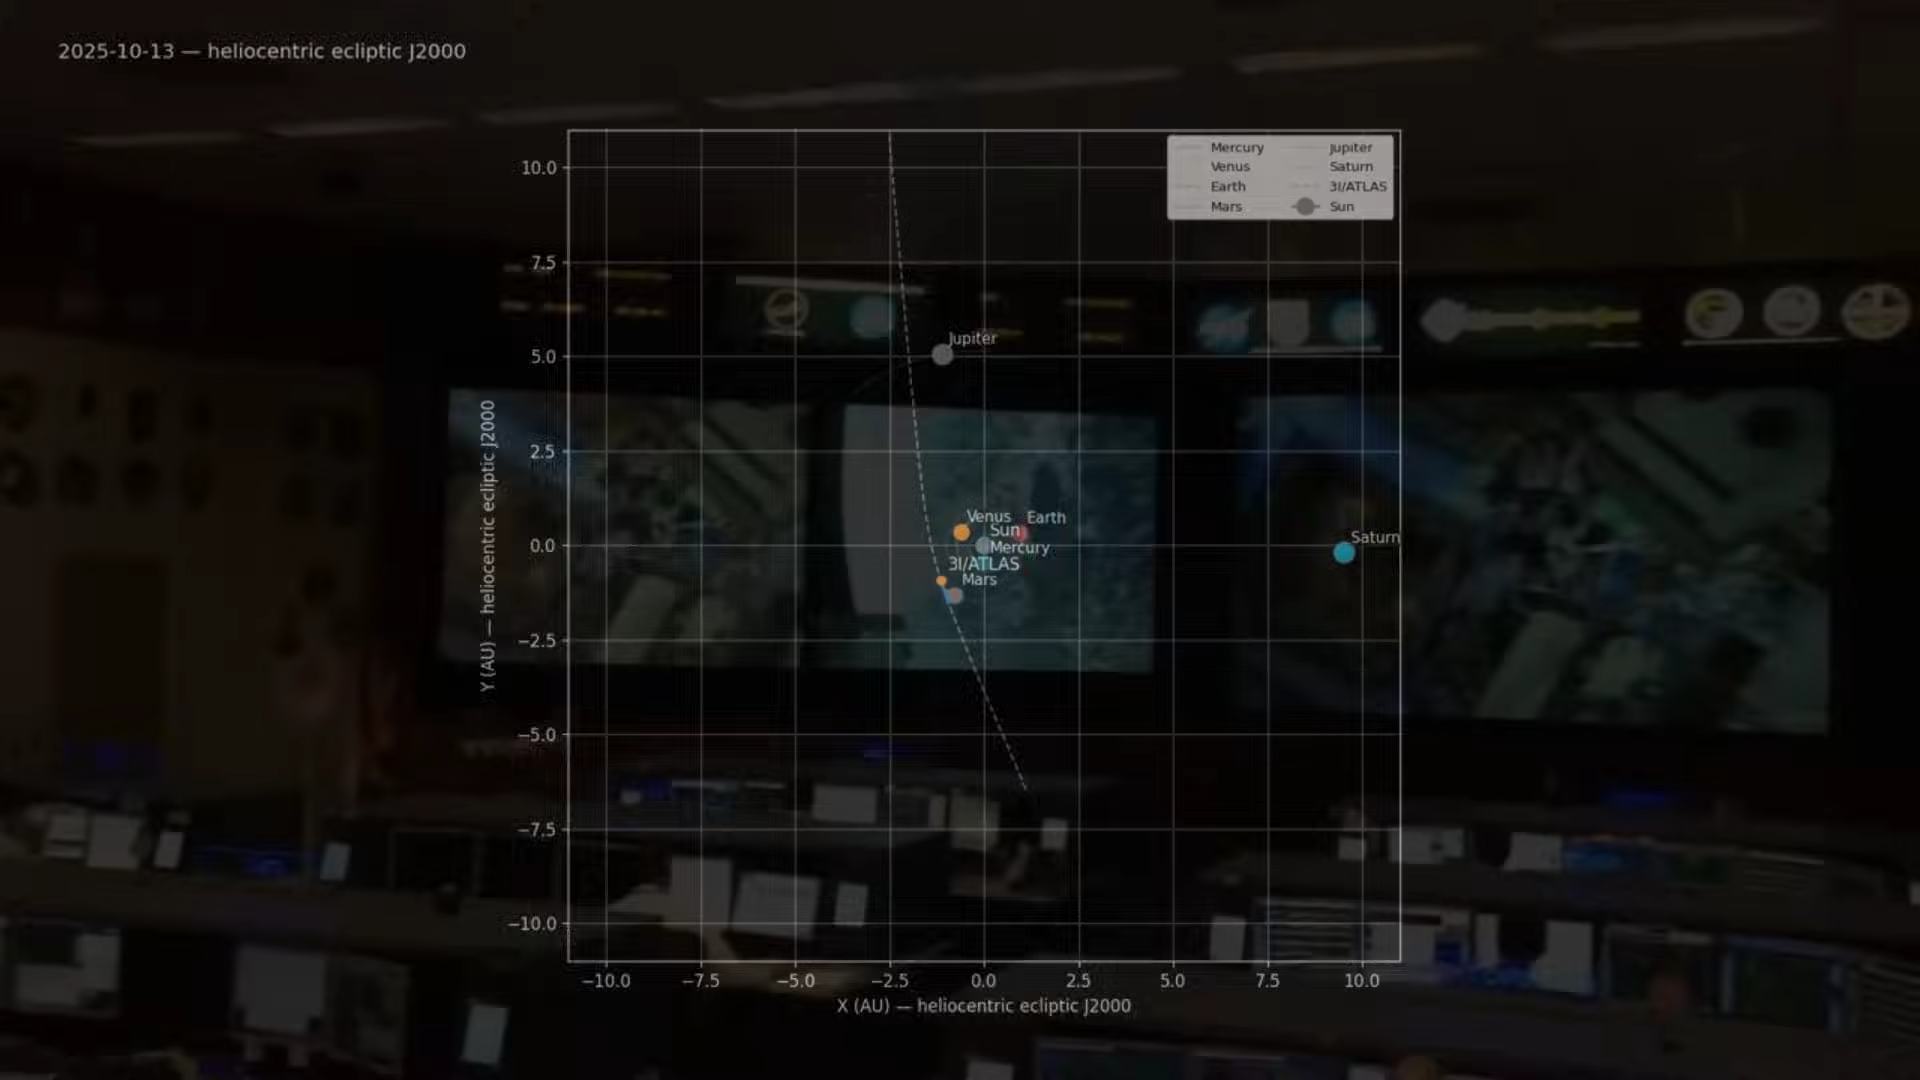 2025-10-13 — heliocentric ecliptic J2000
Mercury
Venus
Earth
Mars
Jupiter
Saturn
3I/ATLAS
Sun
10.0
7.5
5.0
2.5
0.0
−2.5
−5.0
−7.5
−10.0
Y (AU) — heliocentric ecliptic J2000
Jupiter
Venus
Earth
Sun
Mercury
3I/ATLAS
Mars
Saturn
−10.0
−7.5
−5.0
−2.5
0.0
2.5
5.0
7.5
10.0
X (AU) — heliocentric ecliptic J2000